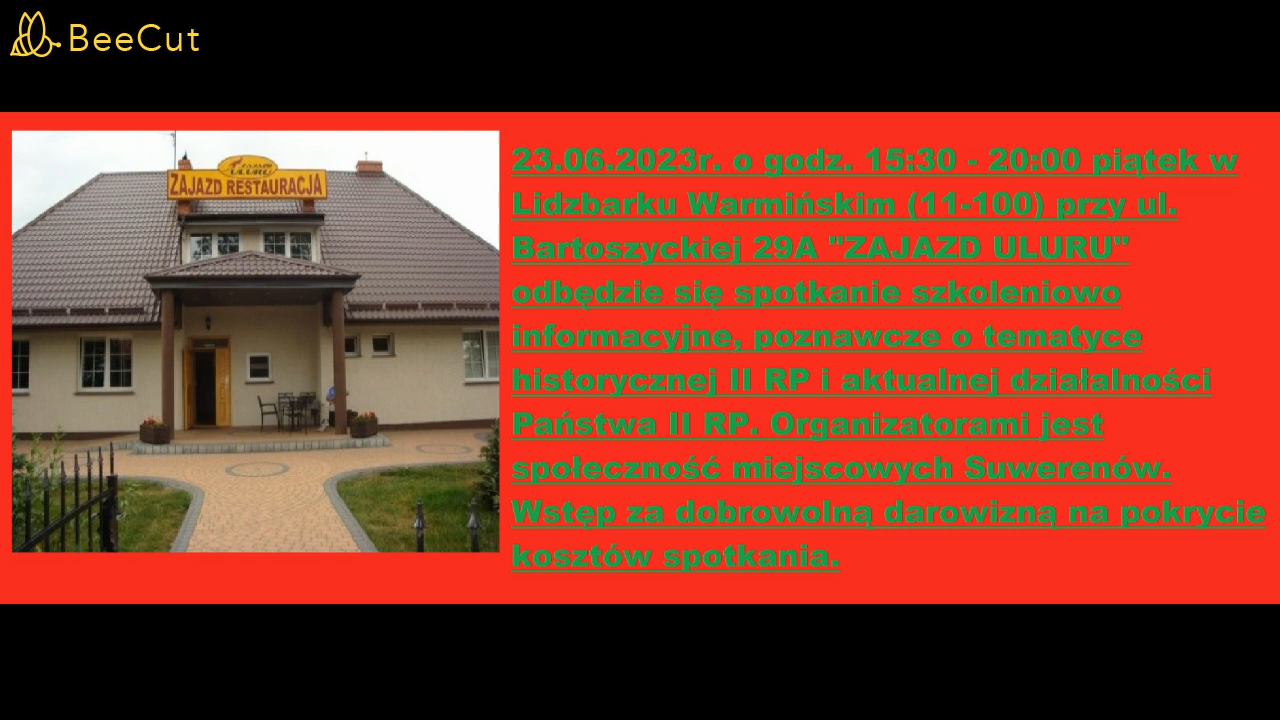 BeeCut
ULURU
ZAJAZD RESTAURACJA
23.06.2023r. o godz. 15:30 - 20:00 piątek w
Lidzbarku Warmińskim (11-100) przy ul.
Bartoszyckiej 29A "ZAJAZD ULURU"
odbędzie się spotkanie szkoleniowo
informacyjne, poznawcze o tematyce
historycznej II RP i aktualnej działalności
Państwa II RP. Organizatorami jest
społeczność miejscowych Suwerenów.
Wstęp za dobrowolną darowizną na pokrycie
kosztów spotkania.